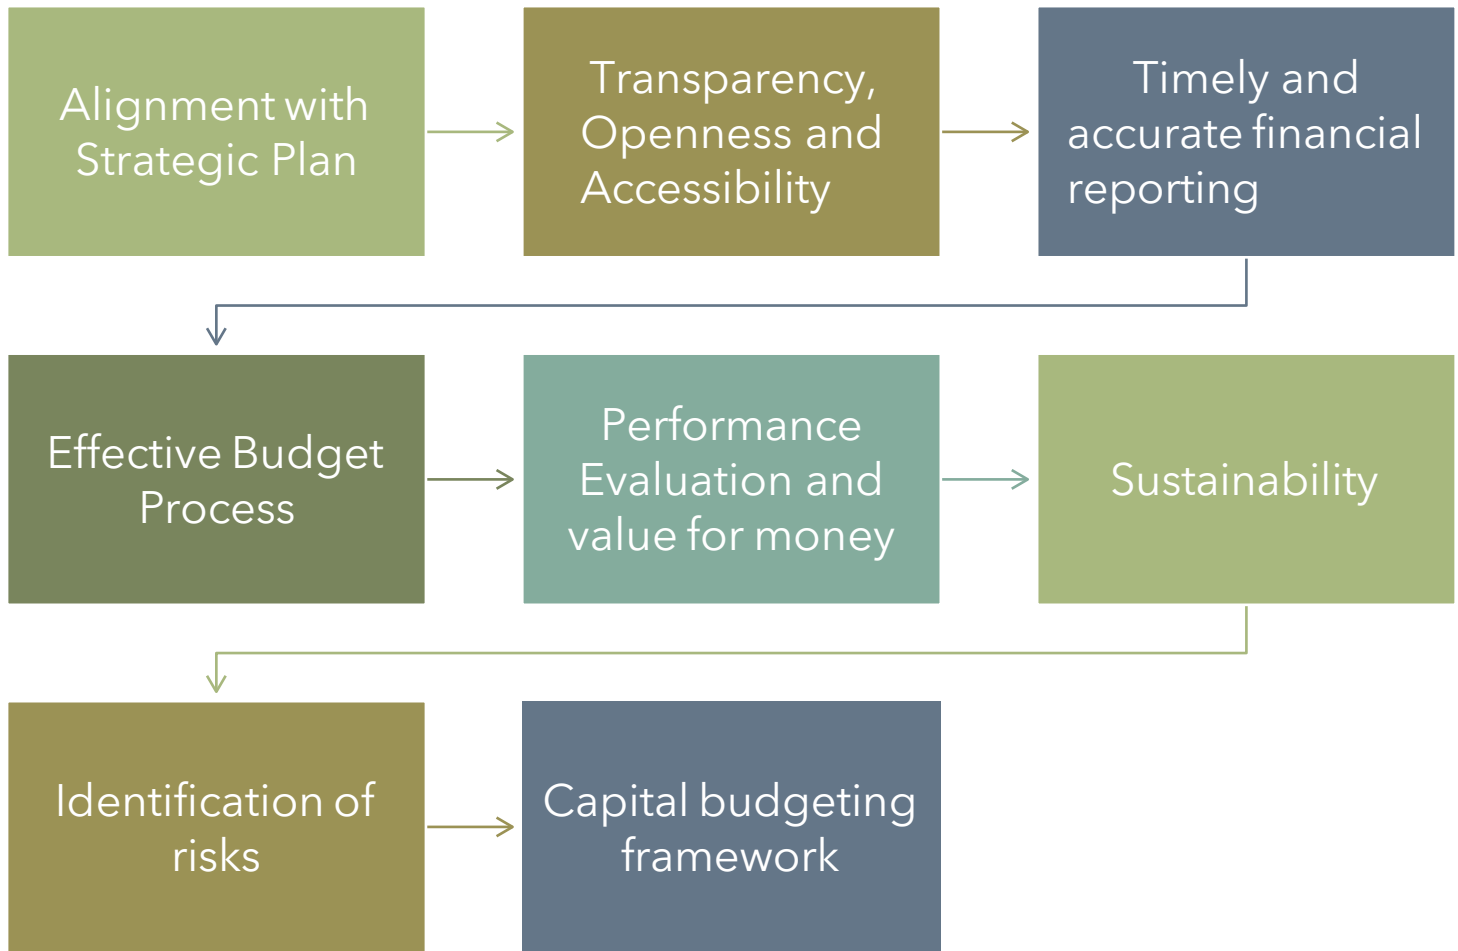 Alignment with
Strategic Plan
Transparency,
Openness and
Accessibility
Timely and
accurate financial
reporting
Effective Budget
Process
Performance
Evaluation and
value for money
Sustainability
Identification of
risks
Capital budgeting
framework